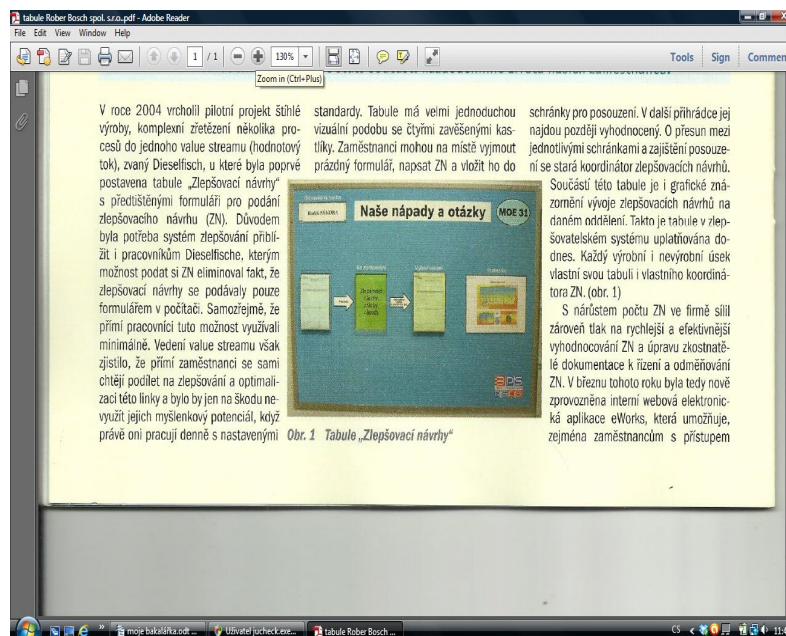 tabule Rober Bosch spol. s.r.o..pdf - Adobe Reader
File Edit View Window Help
1 / 1 130% Tools Sign Commen
Zoom in (Ctrl+Plus)
V roce 2004 vrcholil pilotní projekt štíhlé
výroby, komplexní zřetězení několika pro-
cesů do jednoho value streamu (hodnotový
tok), zvaný Dieselfisch, u které byla poprvé
postavena tabule „Zlepšovací návrhy“
s předtištěnými formuláři pro podání
zlepšovacího návrhu (ZN). Důvodem
byla potřeba systém zlepšování přiblí-
žit i pracovníkům Dieselfische, kterým
možnost podat si ZN eliminoval fakt, že
zlepšovací návrhy se podávaly pouze
formulářem v počítači. Samozřejmě, že
přímí pracovníci tuto možnost využívali
minimálně. Vedení value streamu však
zjistilo, že přímí zaměstnanci se sami
chtějí podílet na zlepšování a optimali-
zaci této linky a bylo by jen na škodu ne-
využít jejich myšlenkový potenciál, když
právě oni pracují denně s nastavenými
standardy. Tabule má velmi jednoduchou
vizuální podobu se čtyřmi zavěšenými kas-
tlíky. Zaměstnanci mohou na místě vyjmout
prázdný formulář, napsat ZN a vložit ho do
Naše nápady a otázky
MOE 31
Obr. 1 Tabule „Zlepšovací návrhy“
schránky pro posouzení. V další přihrádce jej
najdou později vyhodnocený. O přesun mezi
jednotlivými schránkami a zajištění posouze-
ní se stará koordinátor zlepšovacích návrhů.
Součástí této tabule je i grafické zná-
zornění vývoje zlepšovacích návrhů na
daném oddělení. Takto je tabule v zlep-
šovatelském systému uplatňována do-
dnes. Každý výrobní i nevýrobní úsek
vlastní svou tabuli i vlastního koordiná-
tora ZN. (obr. 1)
S nárůstem počtu ZN ve firmě sílil
zároveň tlak na rychlejší a efektivnější
vyhodnocování ZN a úpravu zkostnatě-
lé dokumentace k řízení a odměňování
ZN. V březnu tohoto roku byla tedy nově
zprovozněna interní webová elektronic-
ká aplikace eWorks, která umožňuje,
zejména zaměstnancům s přístupem
moje bakalářka.odt ... Uživatel jucheck.exe... tabule Rober Bosch ... CS